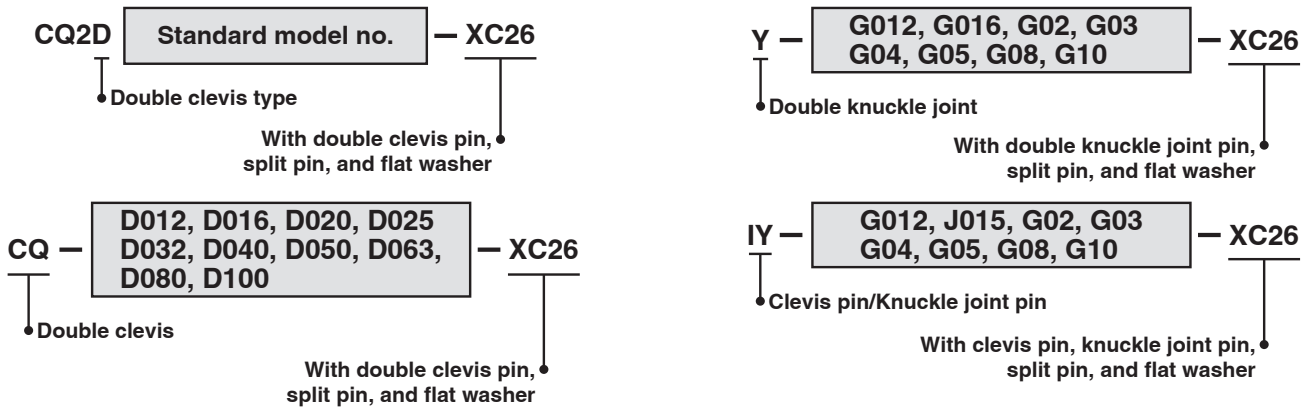 CQ2D Standard model no. — XC26
Double clevis type
With double clevis pin,
split pin, and flat washer
CQ — D012, D016, D020, D025
D032, D040, D050, D063, — XC26
D080, D100
Double clevis
With double clevis pin,
split pin, and flat washer
Y — G012, G016, G02, G03 — XC26
G04, G05, G08, G10
Double knuckle joint
With double knuckle joint pin,
split pin, and flat washer
IY — G012, J015, G02, G03 — XC26
G04, G05, G08, G10
Clevis pin/Knuckle joint pin
With clevis pin, knuckle joint pin,
split pin, and flat washer